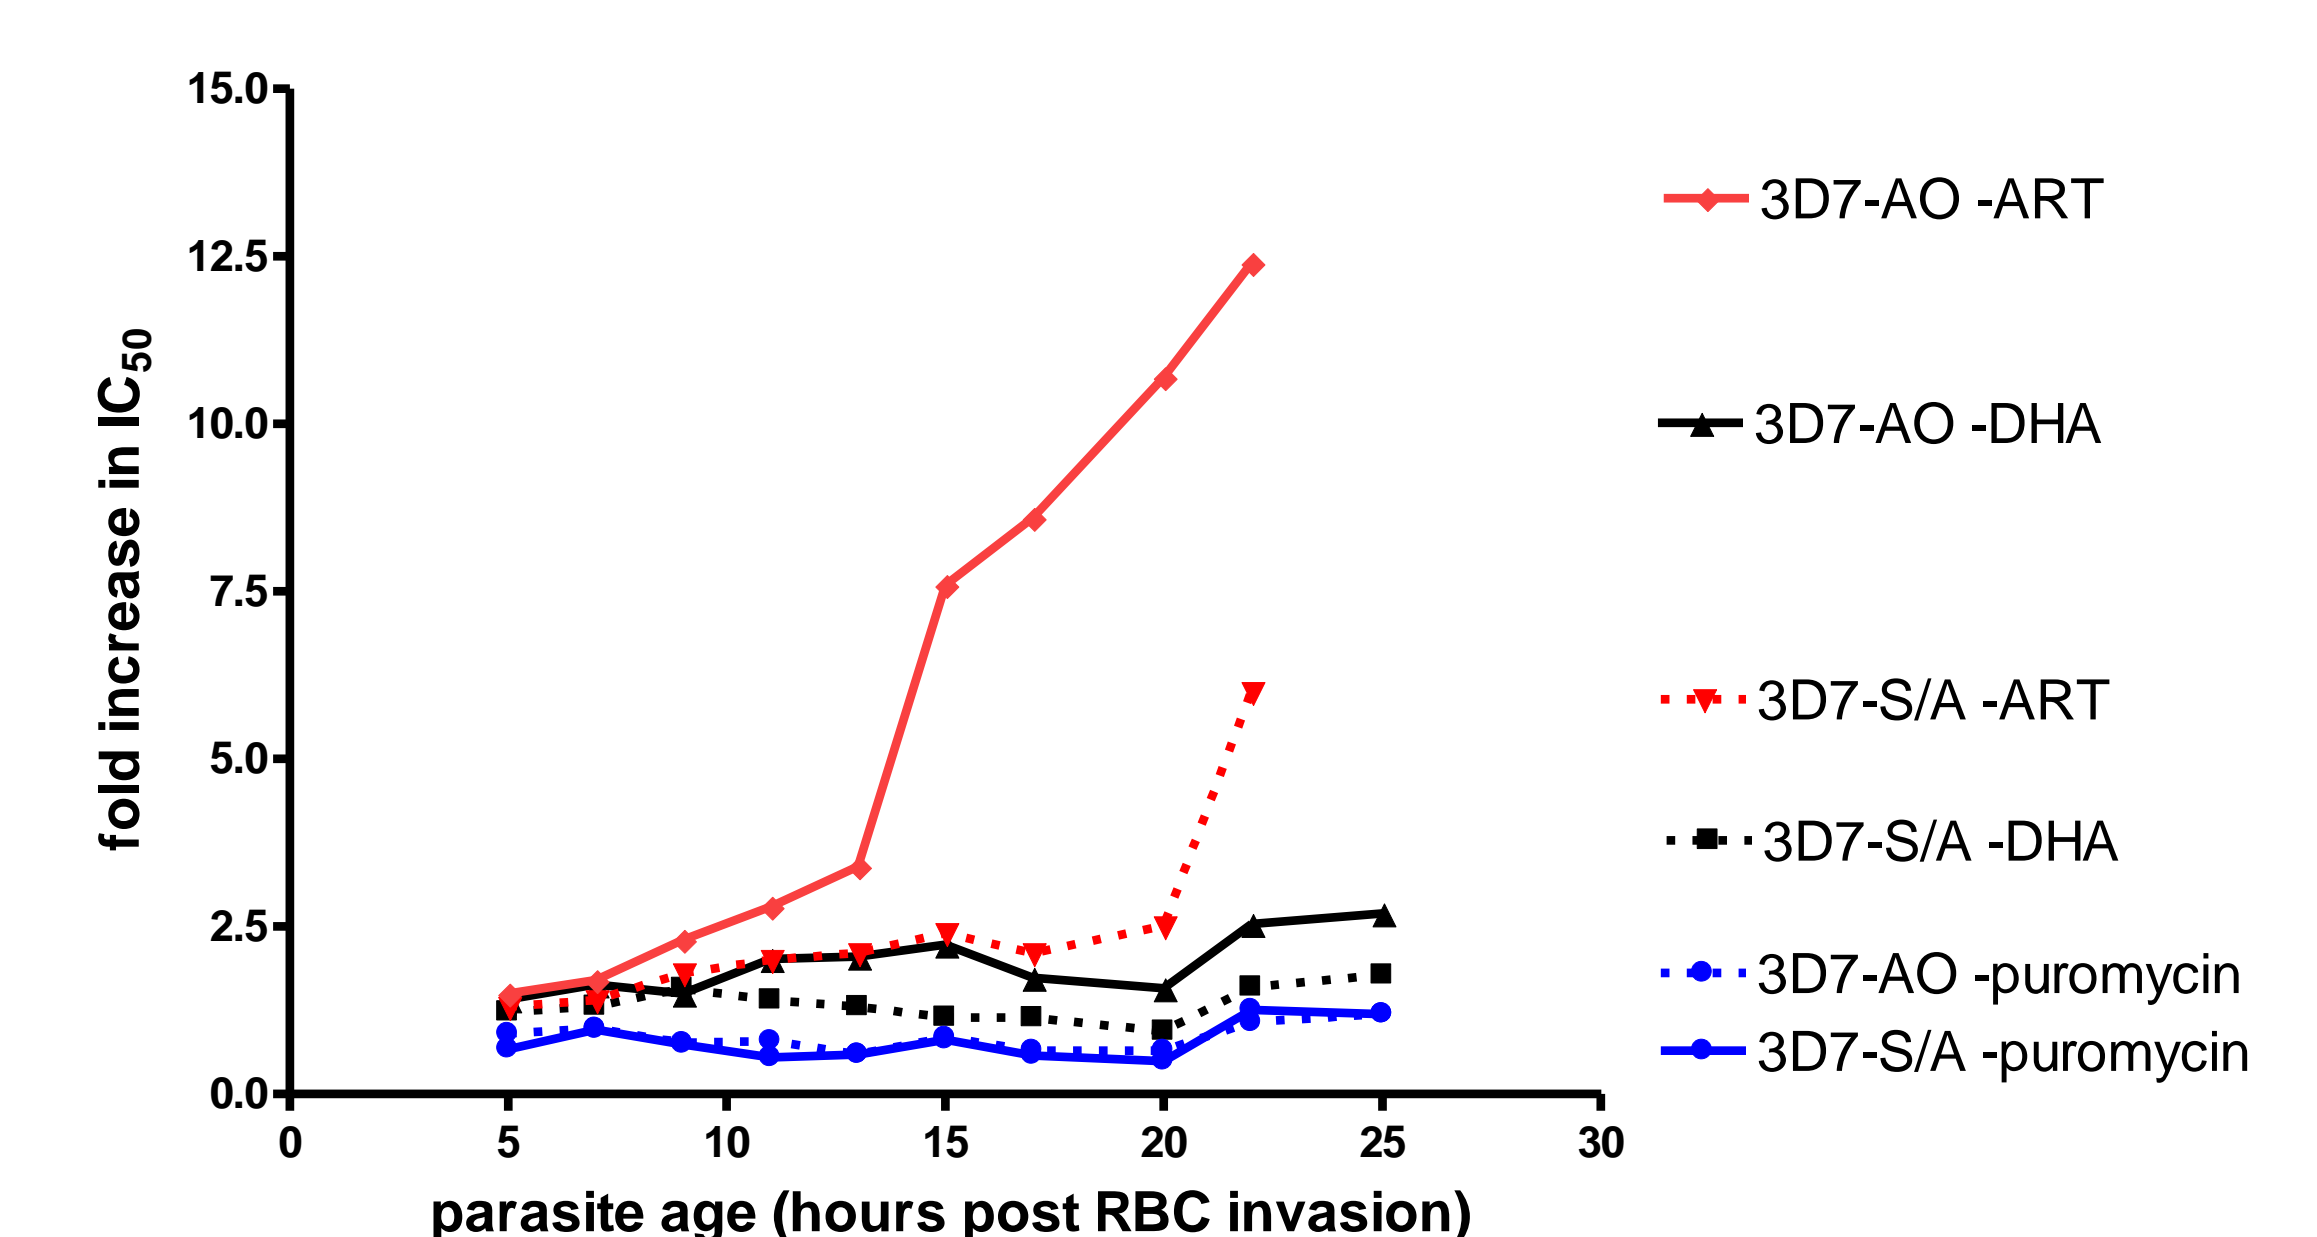 fold increase in IC50
15.0
12.5
10.0
7.5
5.0
2.5
0.0
0 5 10 15 20 25 30
parasite age (hours post RBC invasion)
3D7-AO -ART
3D7-AO -DHA
3D7-S/A -ART
3D7-S/A -DHA
3D7-AO -puromycin
3D7-S/A -puromycin